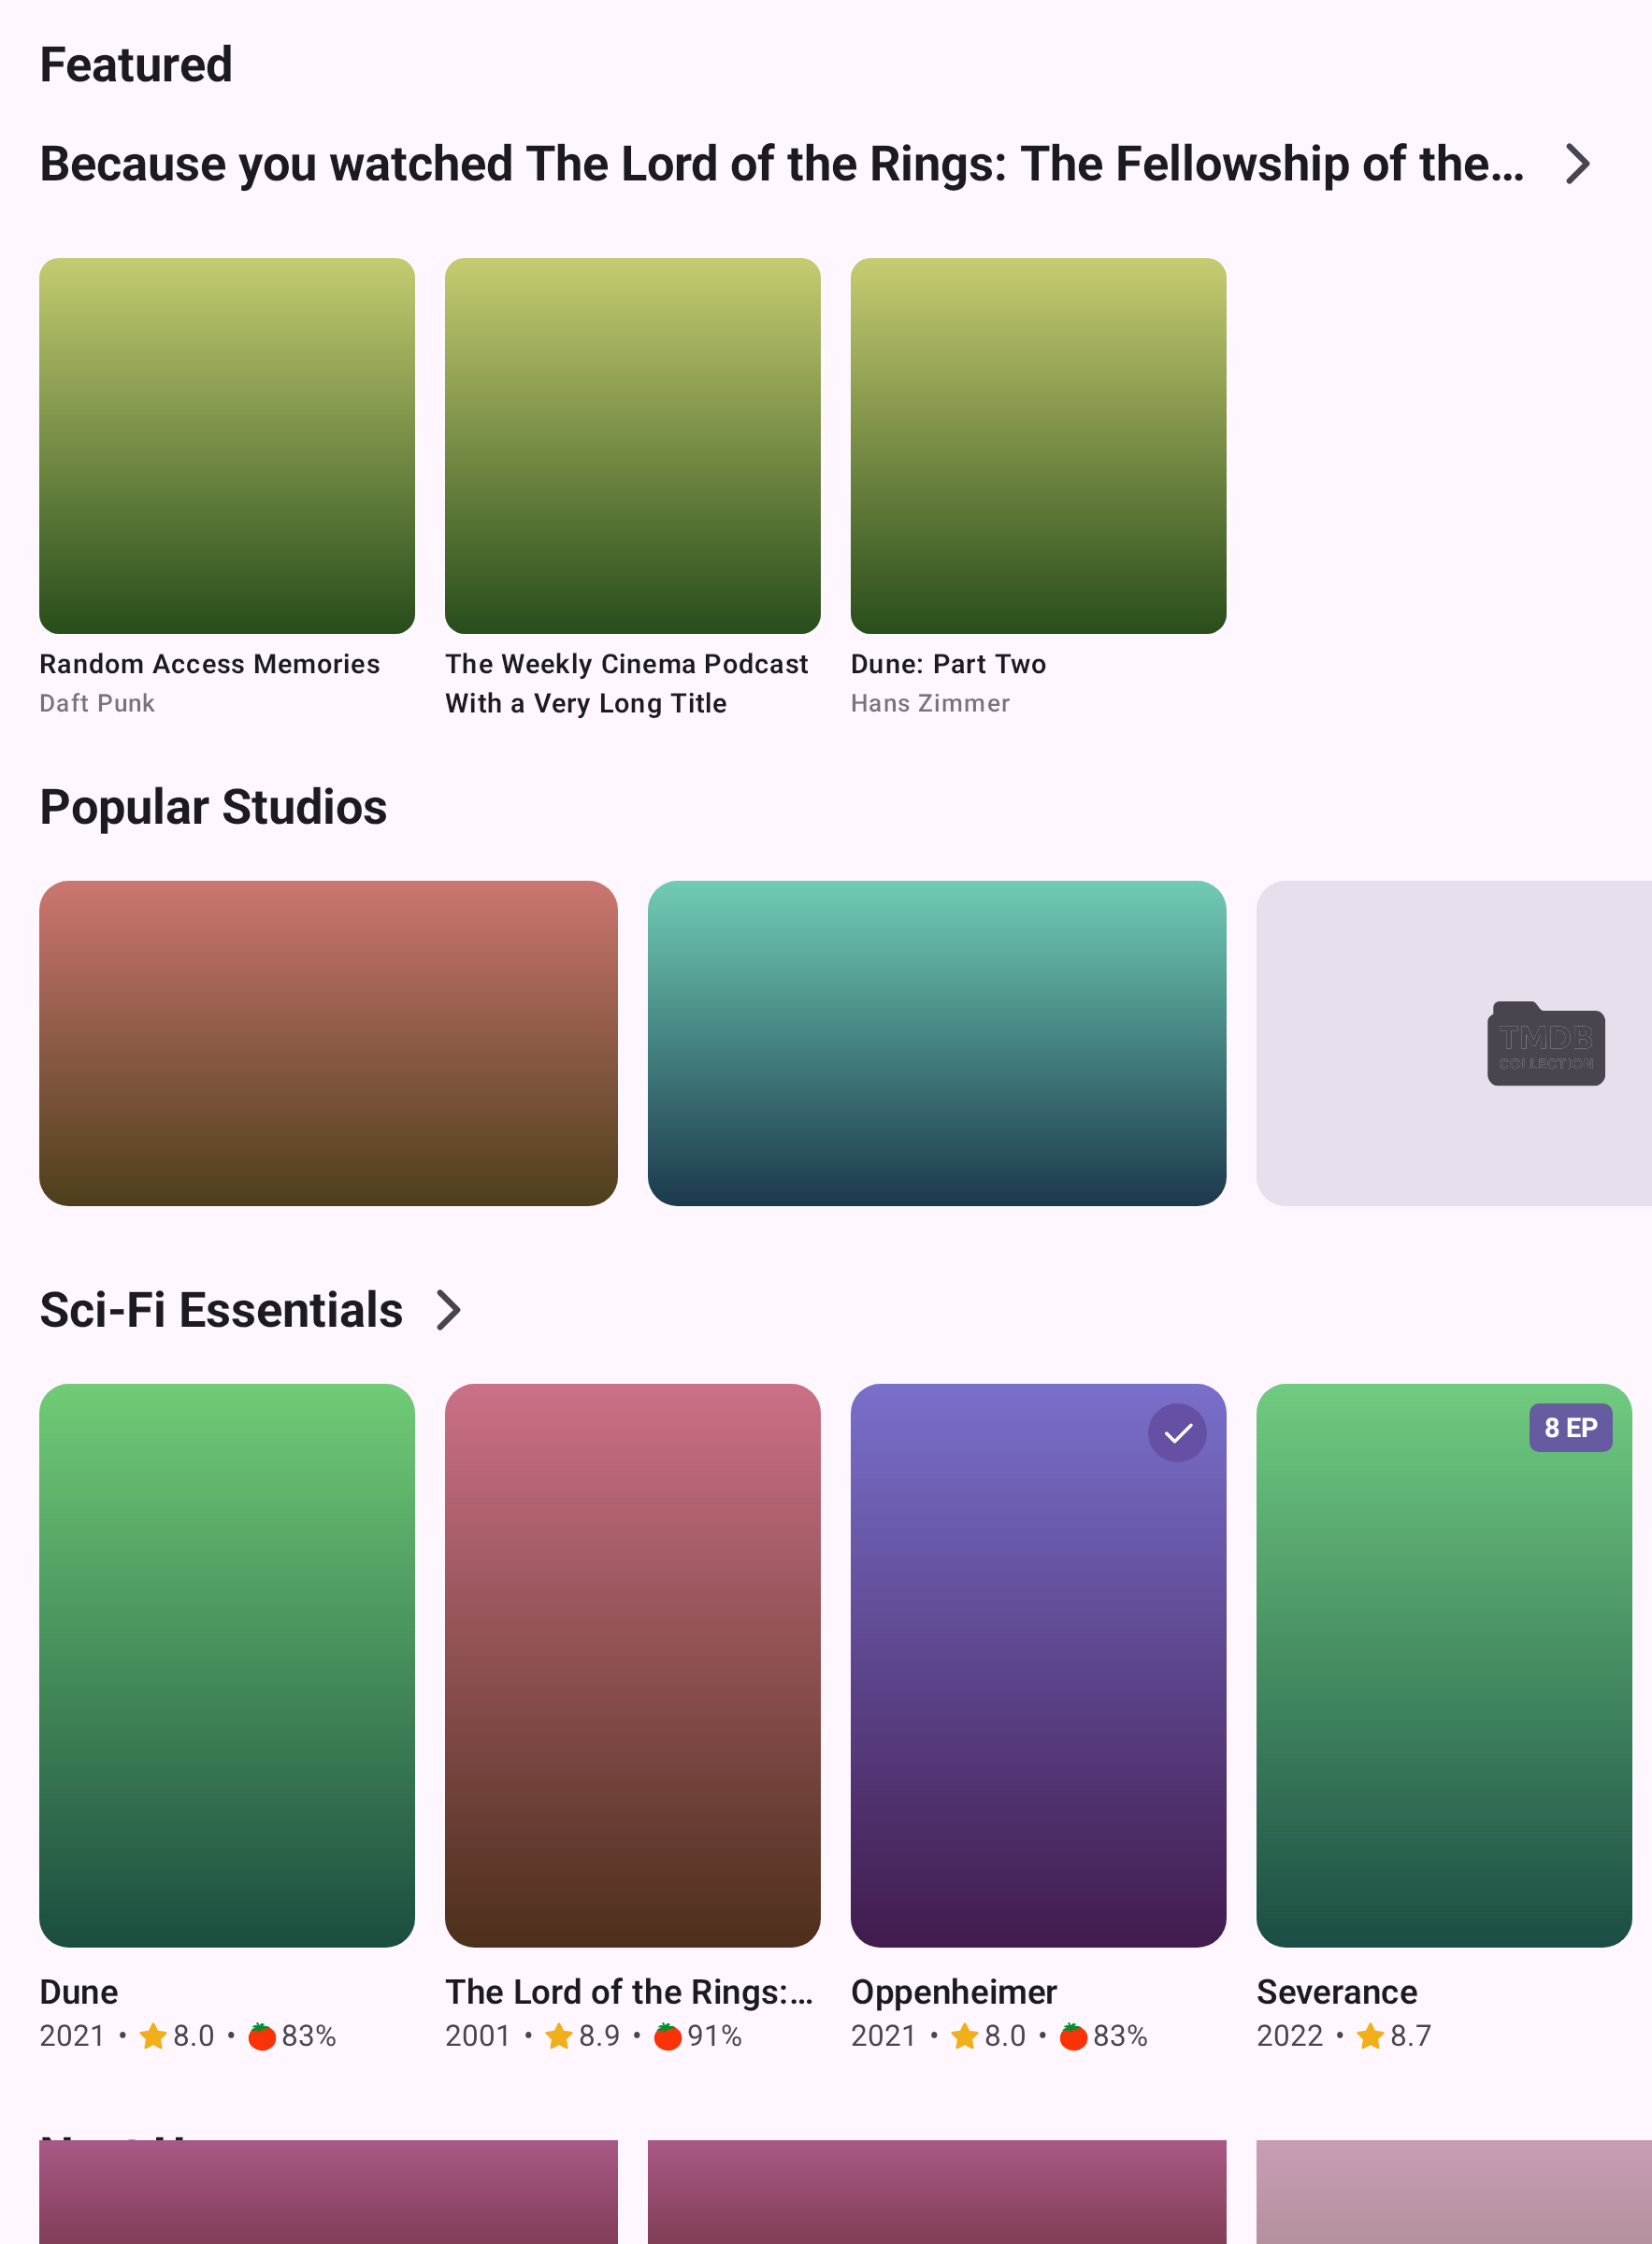 Featured
Because you watched The Lord of the Rings: The Fellowship of the...
Random Access Memories
Daft Punk
The Weekly Cinema Podcast
With a Very Long Title
Dune: Part Two
Hans Zimmer
Popular Studios
TMDB
COLLECTION
Sci-Fi Essentials
8 EP
Dune
2021 • 8.0 • 83%
The Lord of the Rings:...
2001 • 8.9 • 91%
Oppenheimer
2021 • 8.0 • 83%
Severance
2022 • 8.7